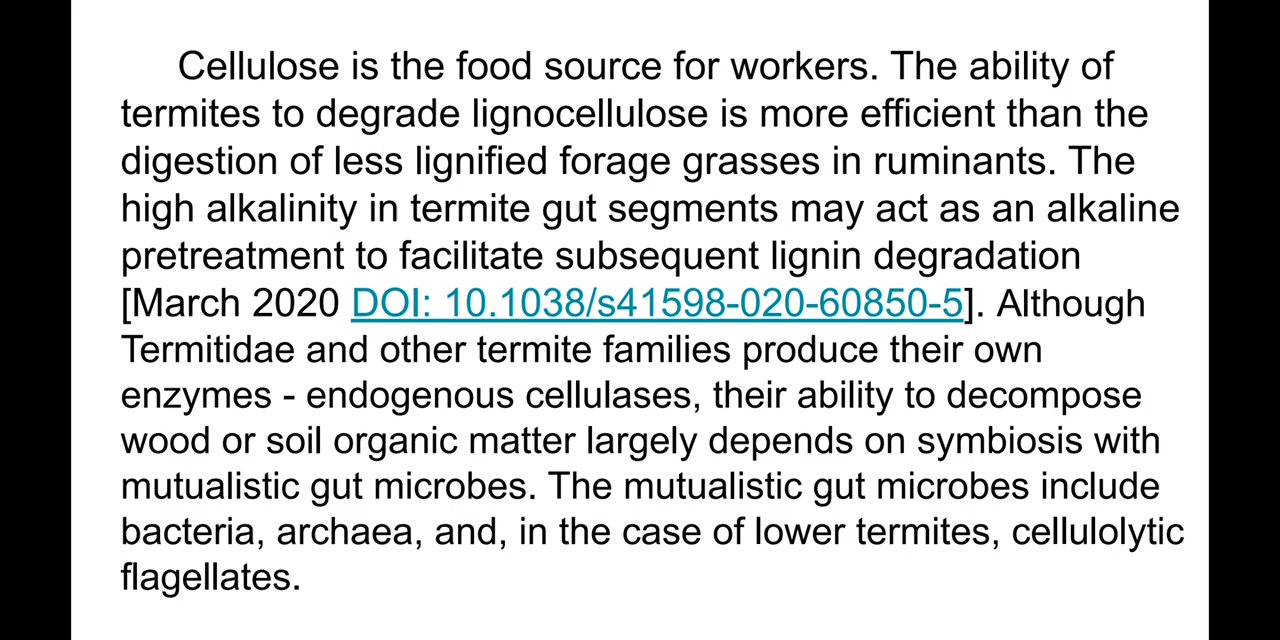 Cellulose is the food source for workers. The ability of
termites to degrade lignocellulose is more efficient than the
digestion of less lignified forage grasses in ruminants. The
high alkalinity in termite gut segments may act as an alkaline
pretreatment to facilitate subsequent lignin degradation
[March 2020 DOI: 10.1038/s41598-020-60850-5]. Although
Termitidae and other termite families produce their own
enzymes - endogenous cellulases, their ability to decompose
wood or soil organic matter largely depends on symbiosis with
mutualistic gut microbes. The mutualistic gut microbes include
bacteria, archaea, and, in the case of lower termites, cellulolytic
flagellates.